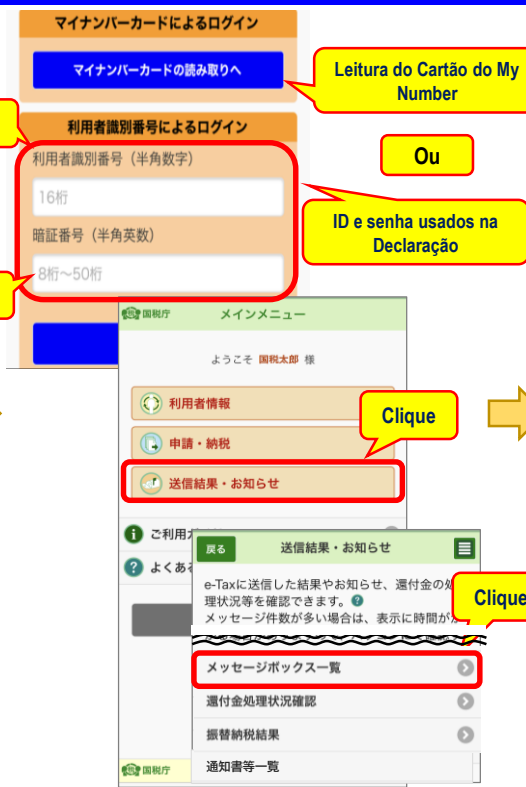 マイナンバーカードによるログイン
マイナンバーカードの読み取りへ
Leitura do Cartão do My
Number
利用者識別番号によるログイン
利用者識別番号（半角数字）
16桁
暗証番号（半角英数）
8桁～50桁
Ou
ID e senha usados na
Declaração
国税庁
メインメニュー
ようこそ 国税太郎 様
利用者情報
申請・納税
送信結果・お知らせ
Clique
ご利用
よくある
戻る
送信結果・お知らせ
e-Taxに送信した結果やお知らせ、還付金の処
理状況等を確認できます。
メッセージ件数が多い場合は、表示に時間が
Clique
メッセージボックス一覧
還付金処理状況確認
振替納税結果
通知書等一覧
国税庁